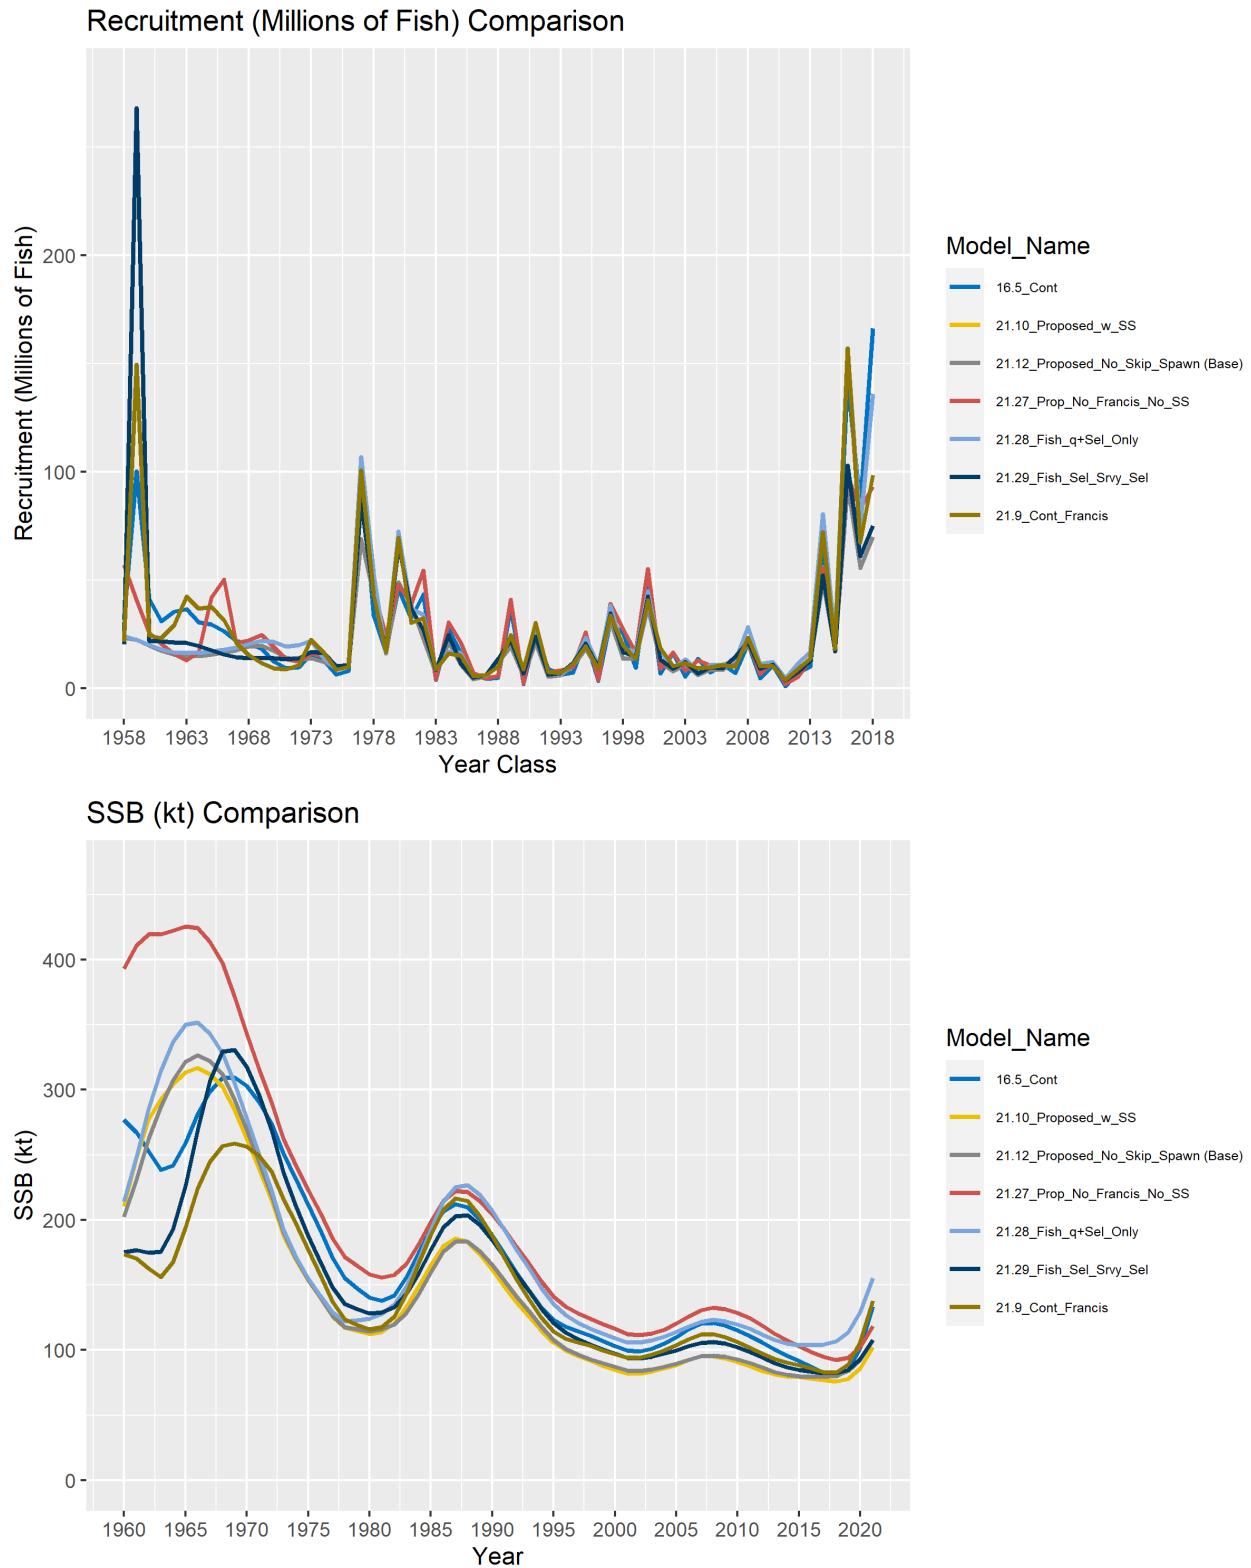 Recruitment (Millions of Fish) Comparison
Recruitment (Millions of Fish)
200
100
0
1958 1963 1968 1973 1978 1983 1988 1993 1998 2003 2008 2013 2018
Year Class
Model_Name
16.5_Cont
21.10_Proposed_w_SS
21.12_Proposed_No_Skip_Spawn (Base)
21.27_Prop_No_Francis_No_SS
21.28_Fish_q+Sel_Only
21.29_Fish_Sel_Srvy_Sel
21.9_Cont_Francis
SSB (kt) Comparison
SSB (kt)
400
300
200
100
0
1960 1965 1970 1975 1980 1985 1990 1995 2000 2005 2010 2015 2020
Year
Model_Name
16.5_Cont
21.10_Proposed_w_SS
21.12_Proposed_No_Skip_Spawn (Base)
21.27_Prop_No_Francis_No_SS
21.28_Fish_q+Sel_Only
21.29_Fish_Sel_Srvy_Sel
21.9_Cont_Francis